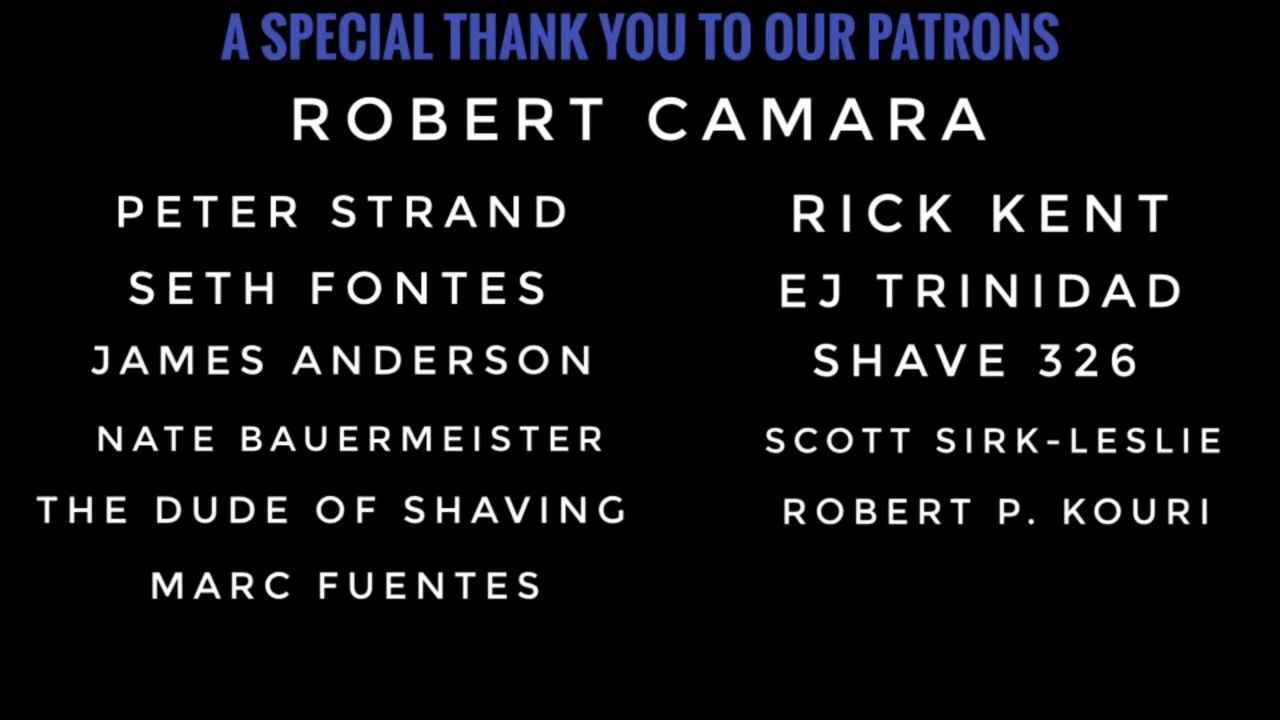 A SPECIAL THANK YOU TO OUR PATRONS
ROBERT CAMARA
PETER STRAND
SETH FONTES
JAMES ANDERSON
NATE BAUERMEISTER
THE DUDE OF SHAVING
MARC FUENTES
RICK KENT
EJ TRINIDAD
SHAVE 326
SCOTT SIRK-LESLIE
ROBERT P. KOURI